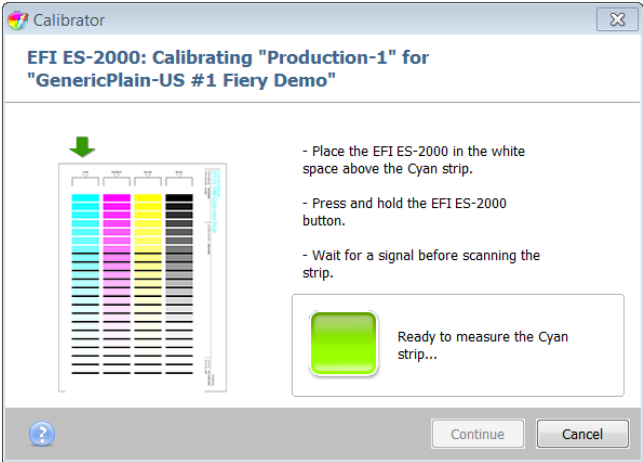 Calibrator
EFI ES-2000: Calibrating "Production-1" for
"GenericPlain-US #1 Fiery Demo"
- Place the EFI ES-2000 in the white
space above the Cyan strip.
- Press and hold the EFI ES-2000
button.
- Wait for a signal before scanning the
strip.
Ready to measure the Cyan
strip...
?
Continue
Cancel